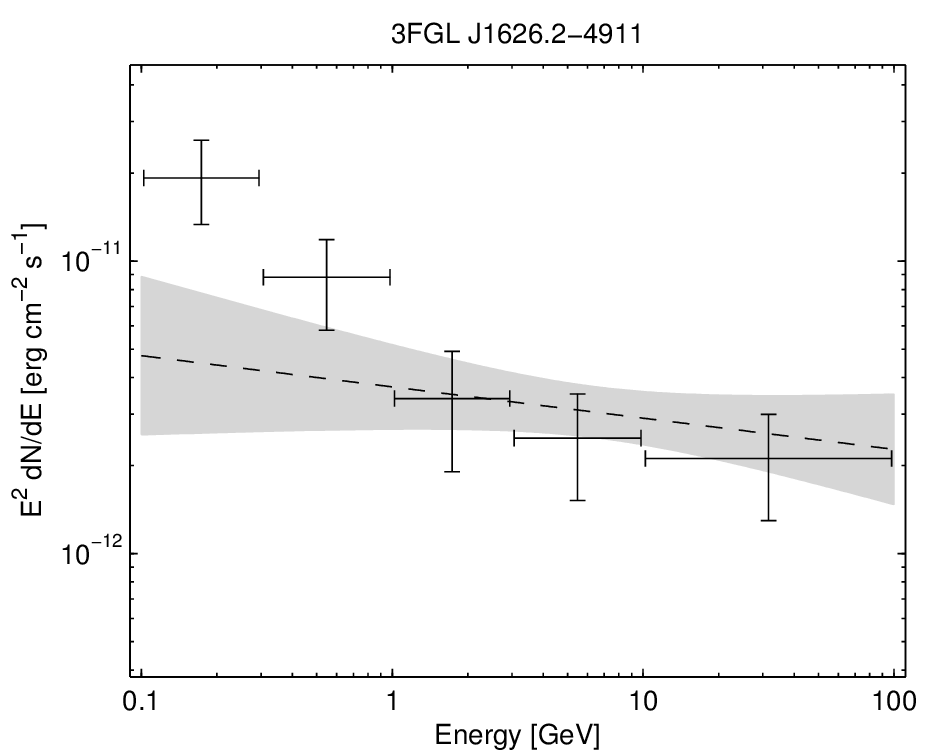 3FGL J1626.2−4911
E² dN/dE [erg cm⁻² s⁻¹]
10⁻¹¹
10⁻¹²
0.1 1 10 100
Energy [GeV]